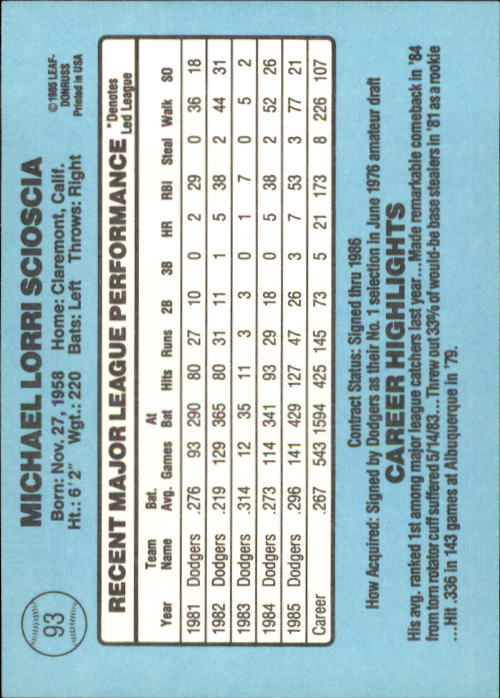 93
MICHAEL LORRI SCIOSCIA
©1986 LEAF-
DONRUSS
Printed in USA
Born: Nov. 27, 1958 Home: Claremont, Calif.
Ht.: 6'2" Wgt.: 220 Bats: Left Throws: Right
RECENT MAJOR LEAGUE PERFORMANCE
*Denotes
Led League
Team Bat. At
Year Name Avg. Games Bat Hits Runs 2B 3B HR RBI Steal Walk SO
1981 Dodgers .276 93 290 80 27 10 0 2 29 0 36 18
1982 Dodgers .219 129 365 80 31 11 1 5 38 2 44 31
1983 Dodgers .314 12 35 11 3 3 0 1 7 0 5 2
1984 Dodgers .273 114 341 93 29 18 0 5 38 2 52 26
1985 Dodgers .296 141 429 127 47 26 3 7 53 3 77 21
Career .267 543 1594 425 145 73 5 21 173 8 226 107
Contract Status: Signed thru 1986
How Acquired: Signed by Dodgers as their No. 1 selection in June 1976 amateur draft
CAREER HIGHLIGHTS
His avg. ranked 1st among major league catchers last year...Made remarkable comeback in '84
from torn rotator cuff suffered 5/14/83...Threw out 33% of would-be base stealers in '81 as a rookie
...Hit .336 in 143 games at Albuquerque in '79.